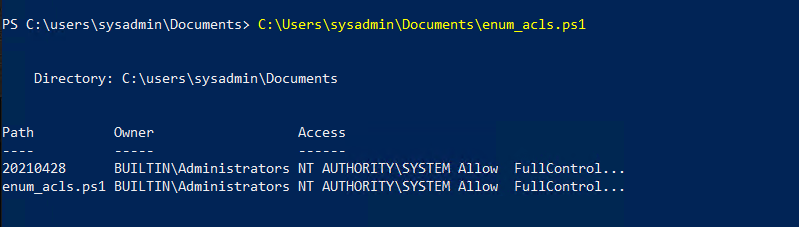 PS C:\users\sysadmin\Documents> C:\Users\sysadmin\Documents\enum_acls.ps1
Directory: C:\users\sysadmin\Documents
Path Owner Access
---- ----- ------
20210428 BUILTIN\Administrators NT AUTHORITY\SYSTEM Allow  FullControl...
enum_acls.ps1 BUILTIN\Administrators NT AUTHORITY\SYSTEM Allow  FullControl...